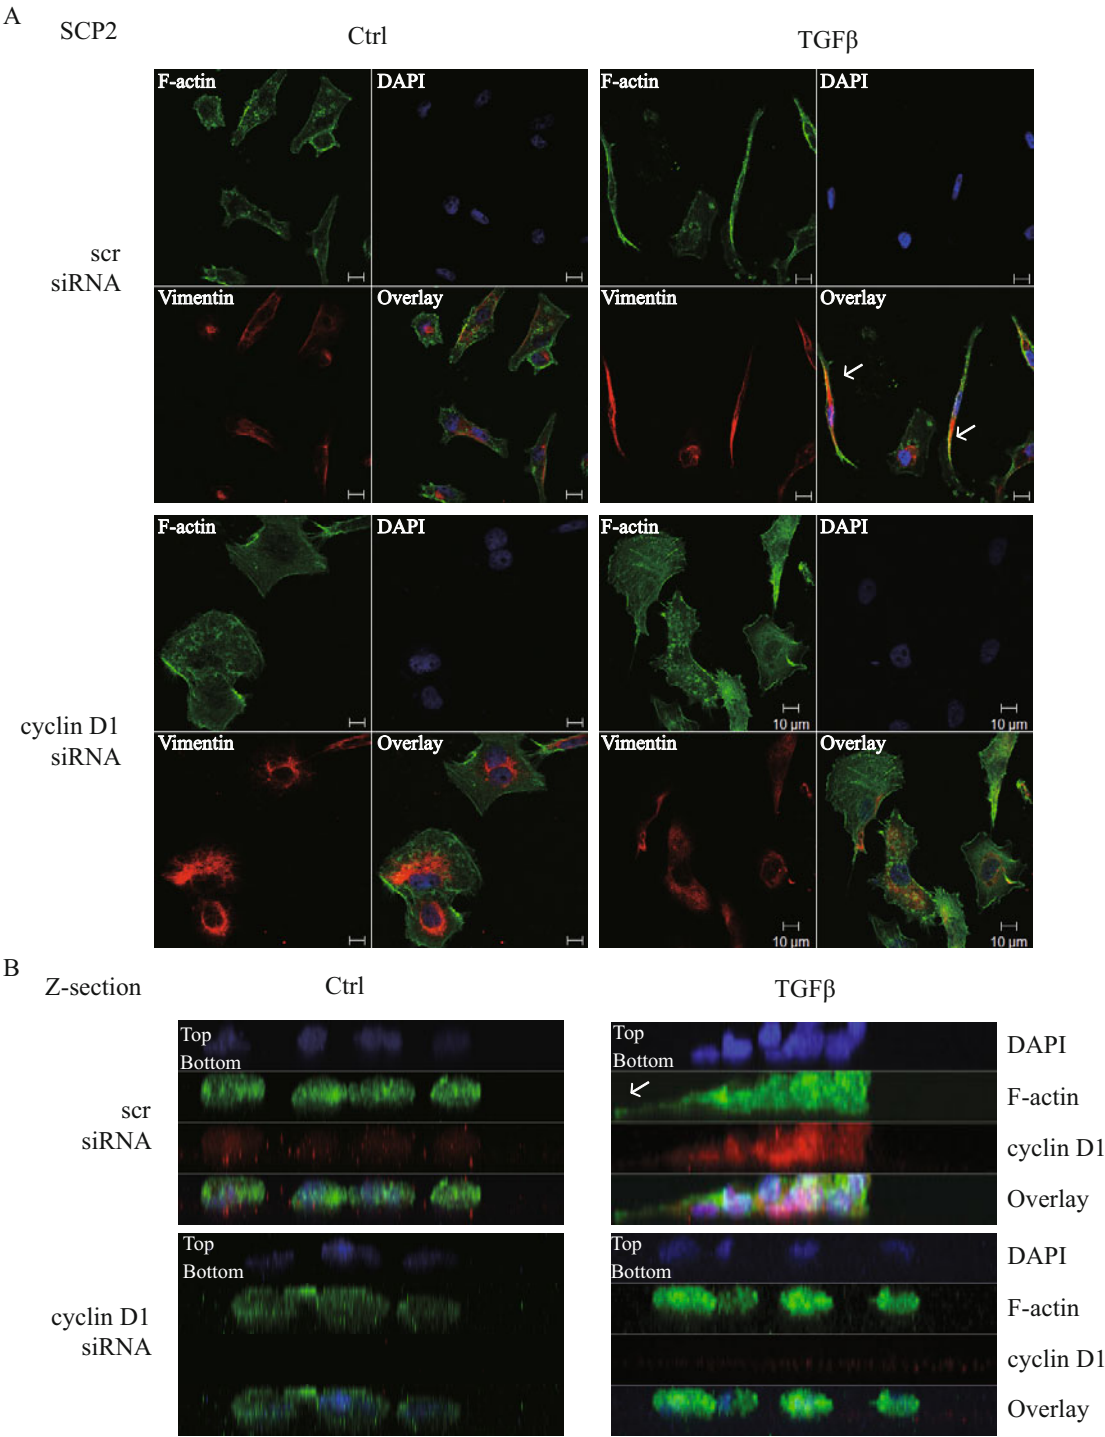 A
SCP2
Ctrl
TGFβ
F-actin
DAPI
F-actin
DAPI
scr
siRNA
Vimentin
Overlay
Vimentin
Overlay
F-actin
DAPI
F-actin
DAPI
10 µm
10 µm
cyclin D1
siRNA
Vimentin
Overlay
Vimentin
Overlay
10 µm
10 µm
B
Z-section
Ctrl
TGFβ
Top
Bottom
Top
Bottom
DAPI
F-actin
scr
siRNA
cyclin D1
Overlay
Top
Bottom
Top
Bottom
DAPI
F-actin
cyclin D1
siRNA
cyclin D1
Overlay